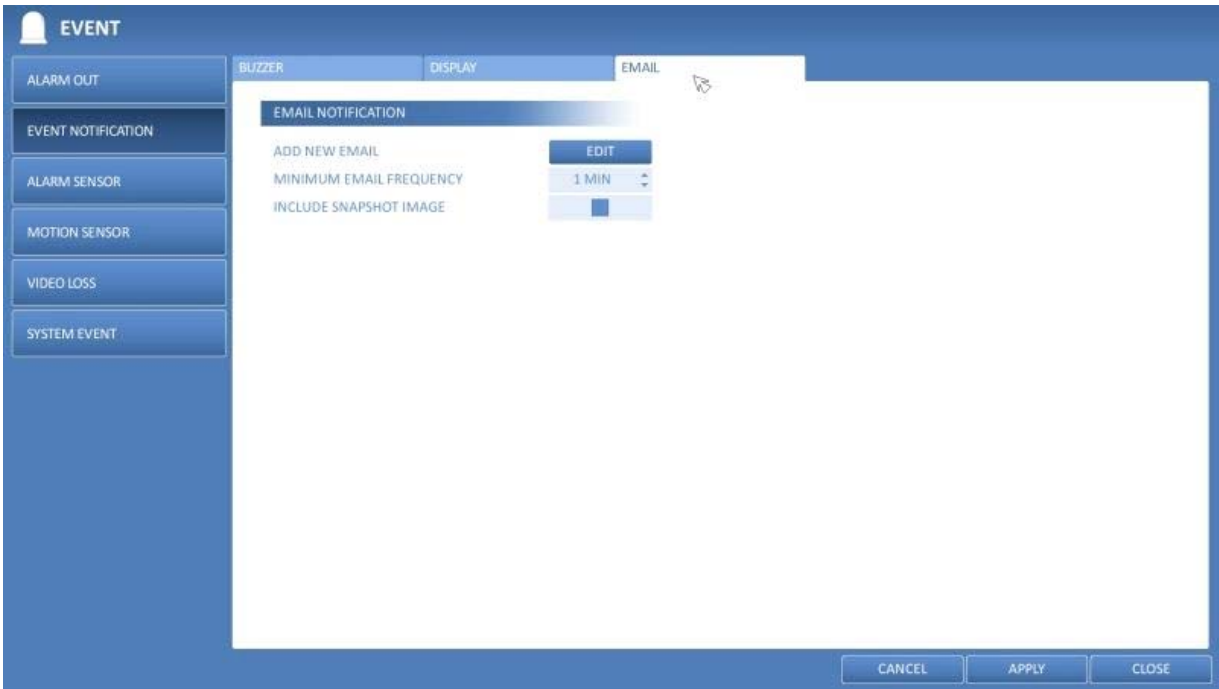 EVENT
ALARM OUT
EVENT NOTIFICATION
ALARM SENSOR
MOTION SENSOR
VIDEO LOSS
SYSTEM EVENT
BUZZER DISPLAY EMAIL
EMAIL NOTIFICATION
ADD NEW EMAIL EDIT
MINIMUM EMAIL FREQUENCY 1 MIN
INCLUDE SNAPSHOT IMAGE
CANCEL APPLY CLOSE